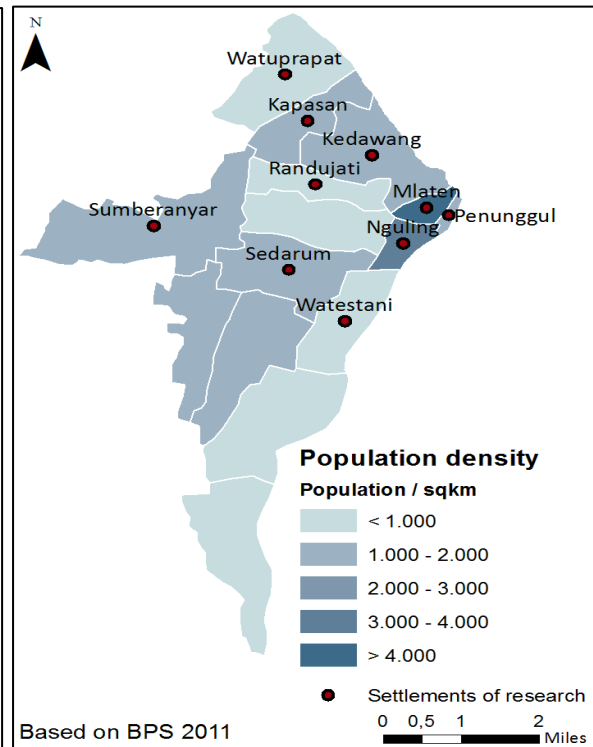 N
Watuprapat
Kapasan
Kedawang
Randujati
Mlaten
Sumberanyar
Penunggul
Nguling
Sedarum
Watestani
Population density
Population / sqkm
< 1.000
1.000 - 2.000
2.000 - 3.000
3.000 - 4.000
> 4.000
Settlements of research
Based on BPS 2011
0 0,5 1 2
Miles